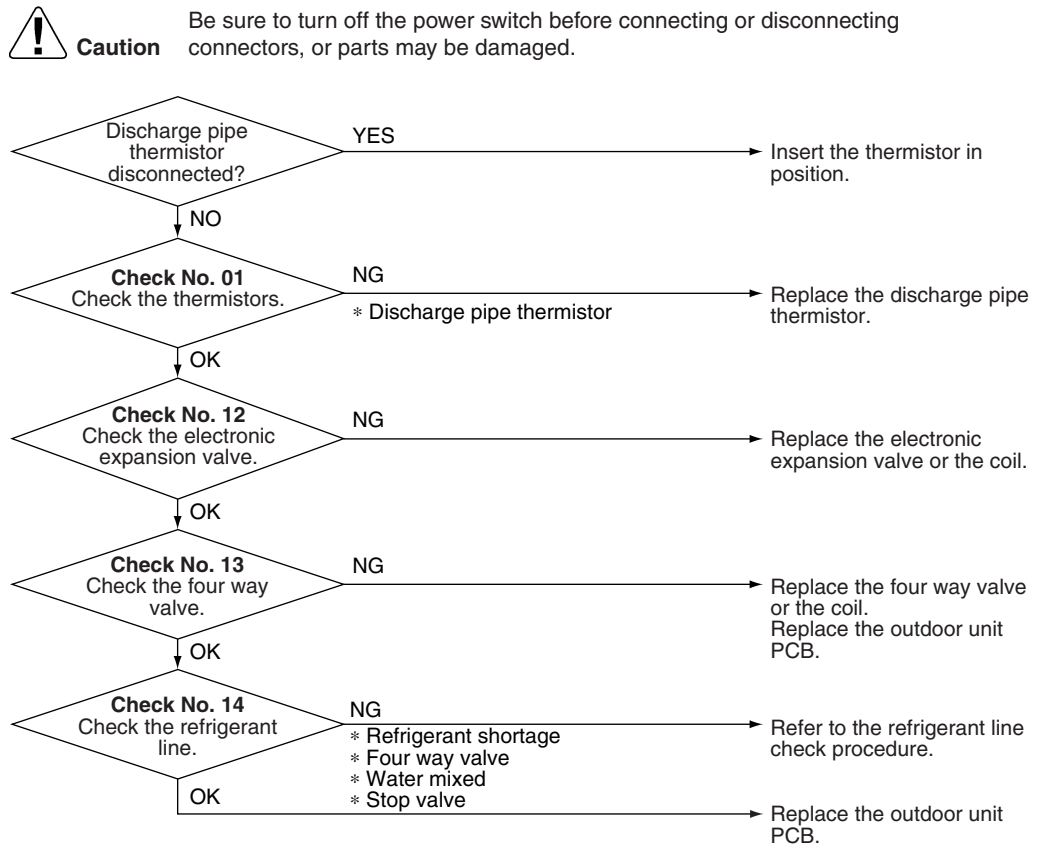 Be sure to turn off the power switch before connecting or disconnecting
Caution connectors, or parts may be damaged.
Discharge pipe
thermistor
disconnected?
YES
Insert the thermistor in
position.
NO
Check No. 01
Check the thermistors.
NG
* Discharge pipe thermistor
Replace the discharge pipe
thermistor.
OK
Check No. 12
Check the electronic
expansion valve.
NG
Replace the electronic
expansion valve or the coil.
OK
Check No. 13
Check the four way
valve.
NG
Replace the four way valve
or the coil.
Replace the outdoor unit
PCB.
OK
Check No. 14
Check the refrigerant
line.
NG
* Refrigerant shortage
* Four way valve
* Water mixed
* Stop valve
Refer to the refrigerant line
check procedure.
OK
Replace the outdoor unit
PCB.